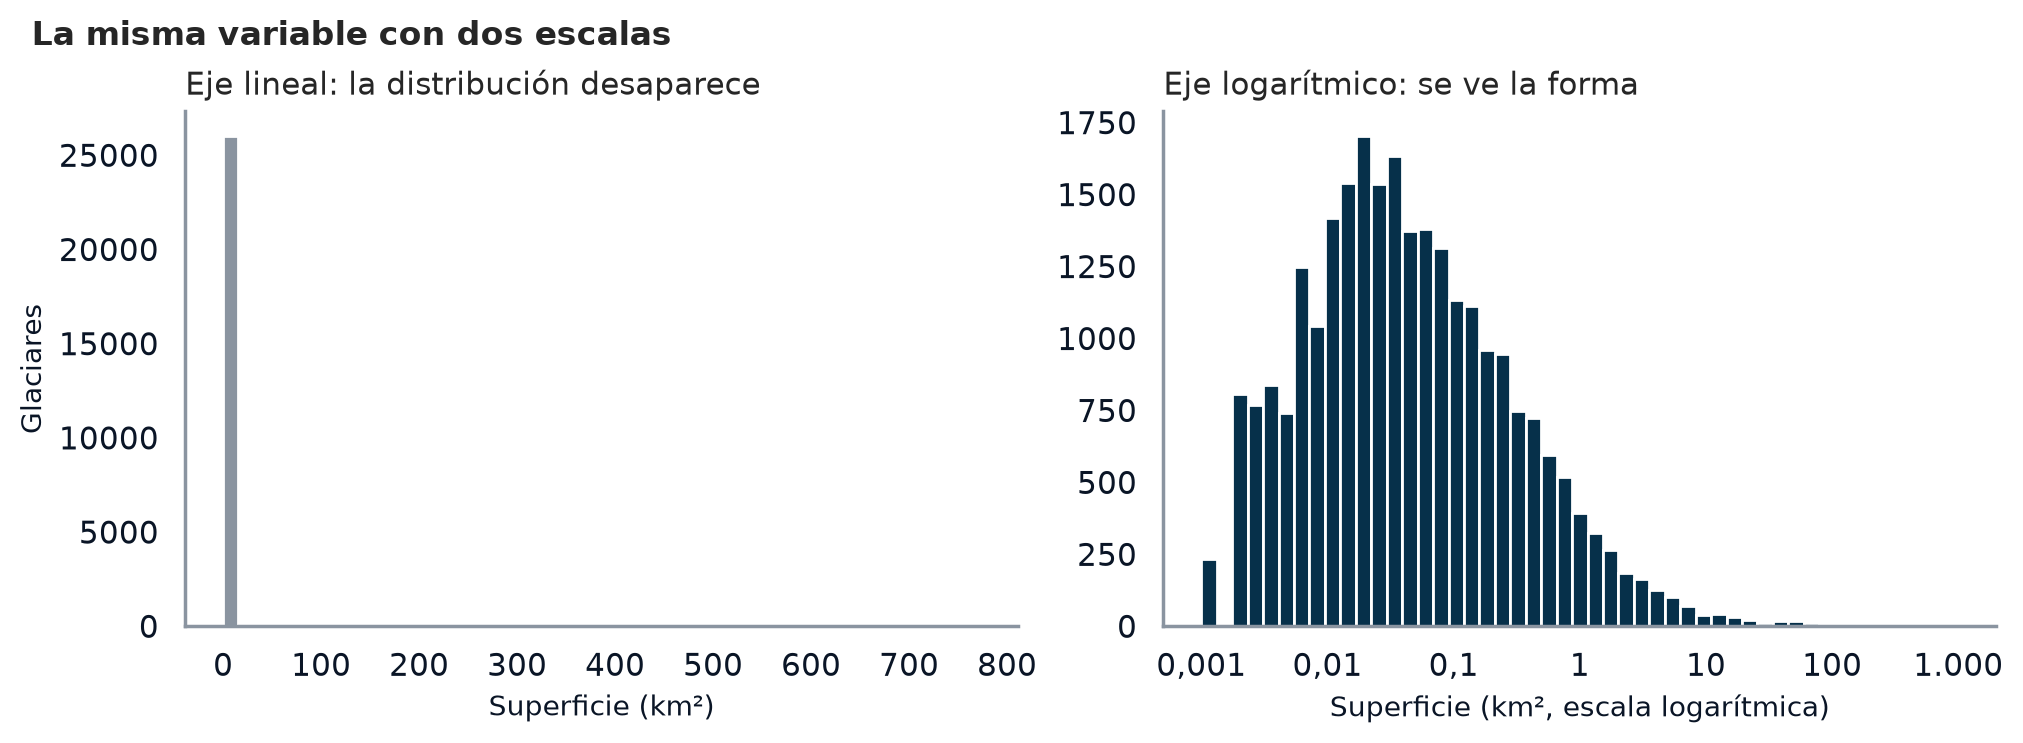 La misma variable con dos escalas
Eje lineal: la distribución desaparece
25000
20000
15000
10000
5000
0
Glaciares
0 100 200 300 400 500 600 700 800
Superficie (km²)
Eje logarítmico: se ve la forma
1750
1500
1250
1000
750
500
250
0
0,001 0,01 0,1 1 10 100 1.000
Superficie (km², escala logarítmica)